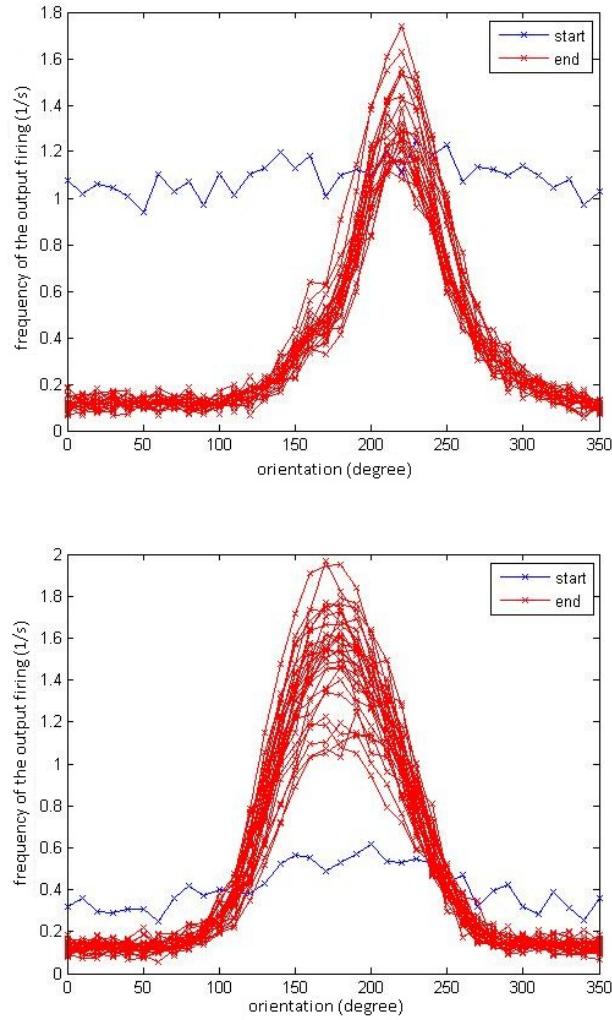 1.8
1.6
1.4
1.2
1
0.8
0.6
0.4
0.2
0
frequency of the output firing (1/s)
start
end
0 50 100 150 200 250 300 350
orientation (degree)
2
1.8
1.6
1.4
1.2
1
0.8
0.6
0.4
0.2
0
frequency of the output firing (1/s)
start
end
0 50 100 150 200 250 300 350
orientation (degree)